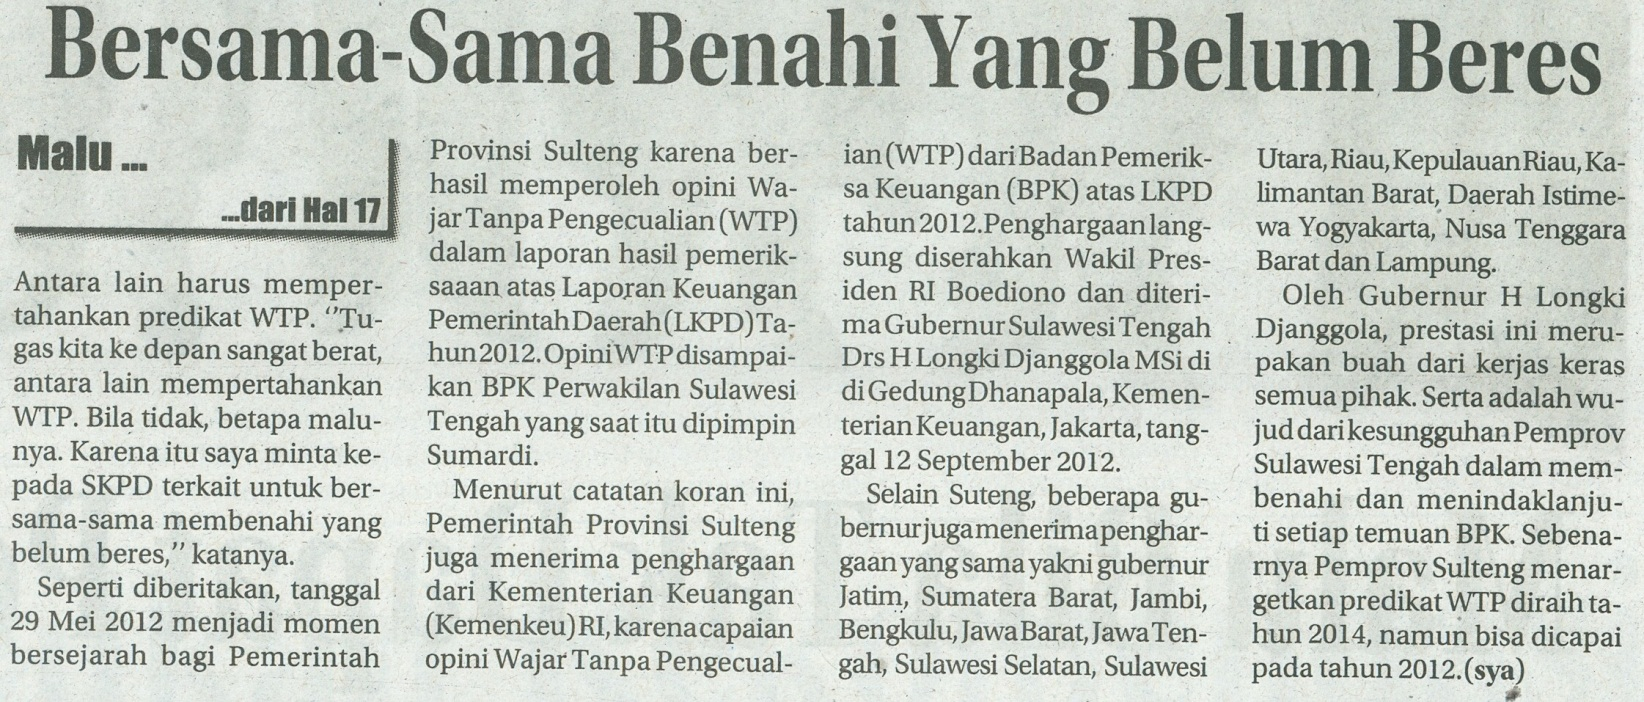 Bersama-Sama Benahi Yang Belum Beres
Malu ...
...dari Hal 17
Antara lain harus memper-
tahankan predikat WTP. ‘’Tu-
gas kita ke depan sangat berat,
antara lain mempertahankan
WTP. Bila tidak, betapa malu-
nya. Karena itu saya minta ke-
pada SKPD terkait untuk ber-
sama-sama membenahi yang
belum beres,’’ katanya.
Seperti diberitakan, tanggal
29 Mei 2012 menjadi momen
bersejarah bagi Pemerintah
Provinsi Sulteng karena ber-
hasil memperoleh opini Wa-
jar Tanpa Pengecualian (WTP)
dalam laporan hasil pemerik-
saaan atas Laporan Keuangan
Pemerintah Daerah (LKPD) Ta-
hun 2012. Opini WTP disampai-
kan BPK Perwakilan Sulawesi
Tengah yang saat itu dipimpin
Sumardi.
Menurut catatan koran ini,
Pemerintah Provinsi Sulteng
juga menerima penghargaan
dari Kementerian Keuangan
(Kemenkeu) RI, karena capaian
opini Wajar Tanpa Pengecual-
ian (WTP) dari Badan Pemerik-
sa Keuangan (BPK) atas LKPD
tahun 2012. Penghargaan lang-
sung diserahkan Wakil Pres-
iden RI Boediono dan diteri-
ma Gubernur Sulawesi Tengah
Drs H Longki Djanggola MSi di
di Gedung Dhanapala, Kemen-
terian Keuangan, Jakarta, tang-
gal 12 September 2012.
Selain Suteng, beberapa gu-
bernur juga menerima penghar-
gaan yang sama yakni gubernur
Jatim, Sumatera Barat, Jambi,
Bengkulu, Jawa Barat, Jawa Ten-
gah, Sulawesi Selatan, Sulawesi
Utara, Riau, Kepulauan Riau, Ka-
limantan Barat, Daerah Istime-
wa Yogyakarta, Nusa Tenggara
Barat dan Lampung.
Oleh Gubernur H Longki
Djanggola, prestasi ini meru-
pakan buah dari kerjas keras
semua pihak. Serta adalah wu-
jud dari kesungguhan Pemprov
Sulawesi Tengah dalam mem-
benahi dan menindaklanju-
ti setiap temuan BPK. Sebena-
rnya Pemprov Sulteng menar-
getkan predikat WTP diraih ta-
hun 2014, namun bisa dicapai
pada tahun 2012.(sya)